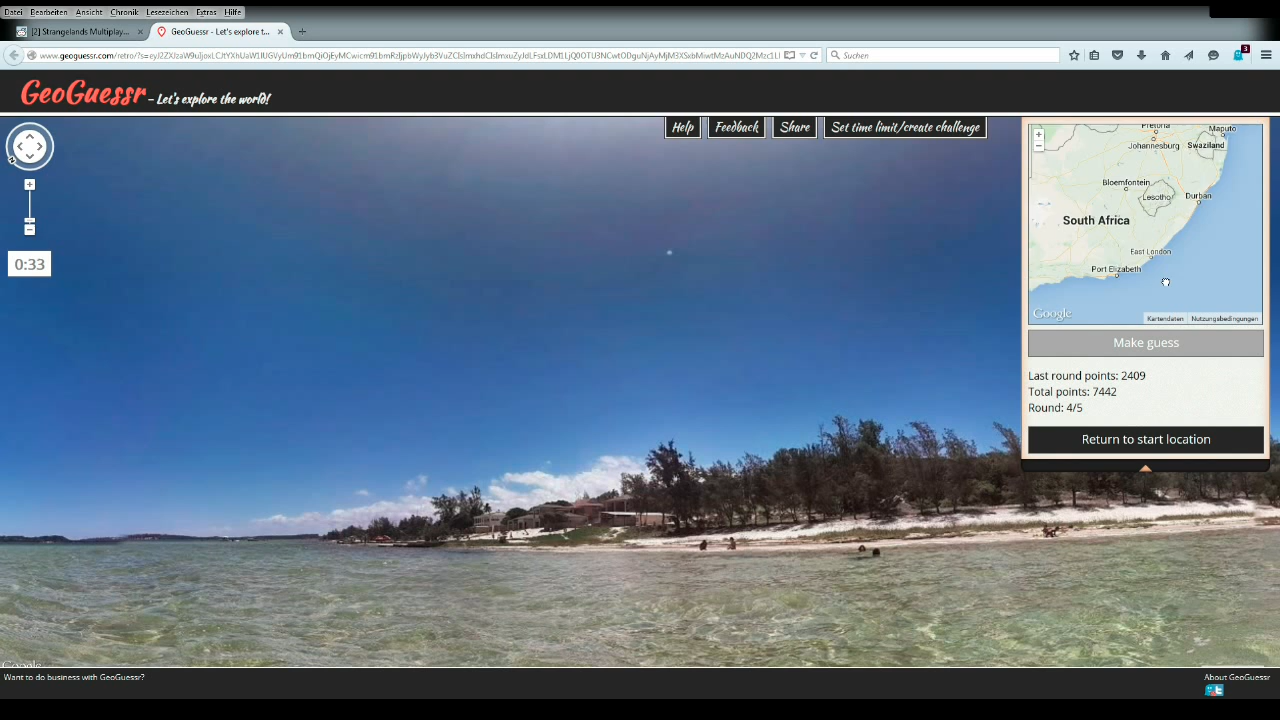 Datei Bearbeiten Ansicht Chronik Lesezeichen Extras Hilfe
[2] Strangelands Multiplay...
GeoGuessr - Let's explore t...
Suchen
3
GeoGuessr - Let's explore the world!
Help
Feedback
Share
Set time limit/create challenge
0:33
Pretoria
Maputo
Johannesburg
Swaziland
Bloemfontein
Lesotho
Durban
South Africa
East London
Port Elizabeth
Google
Kartendaten
Nutzungsbedingungen
Make guess
Last round points: 2409
Total points: 7442
Round: 4/5
Return to start location
Google
Want to do business with GeoGuessr?
About GeoGuessr